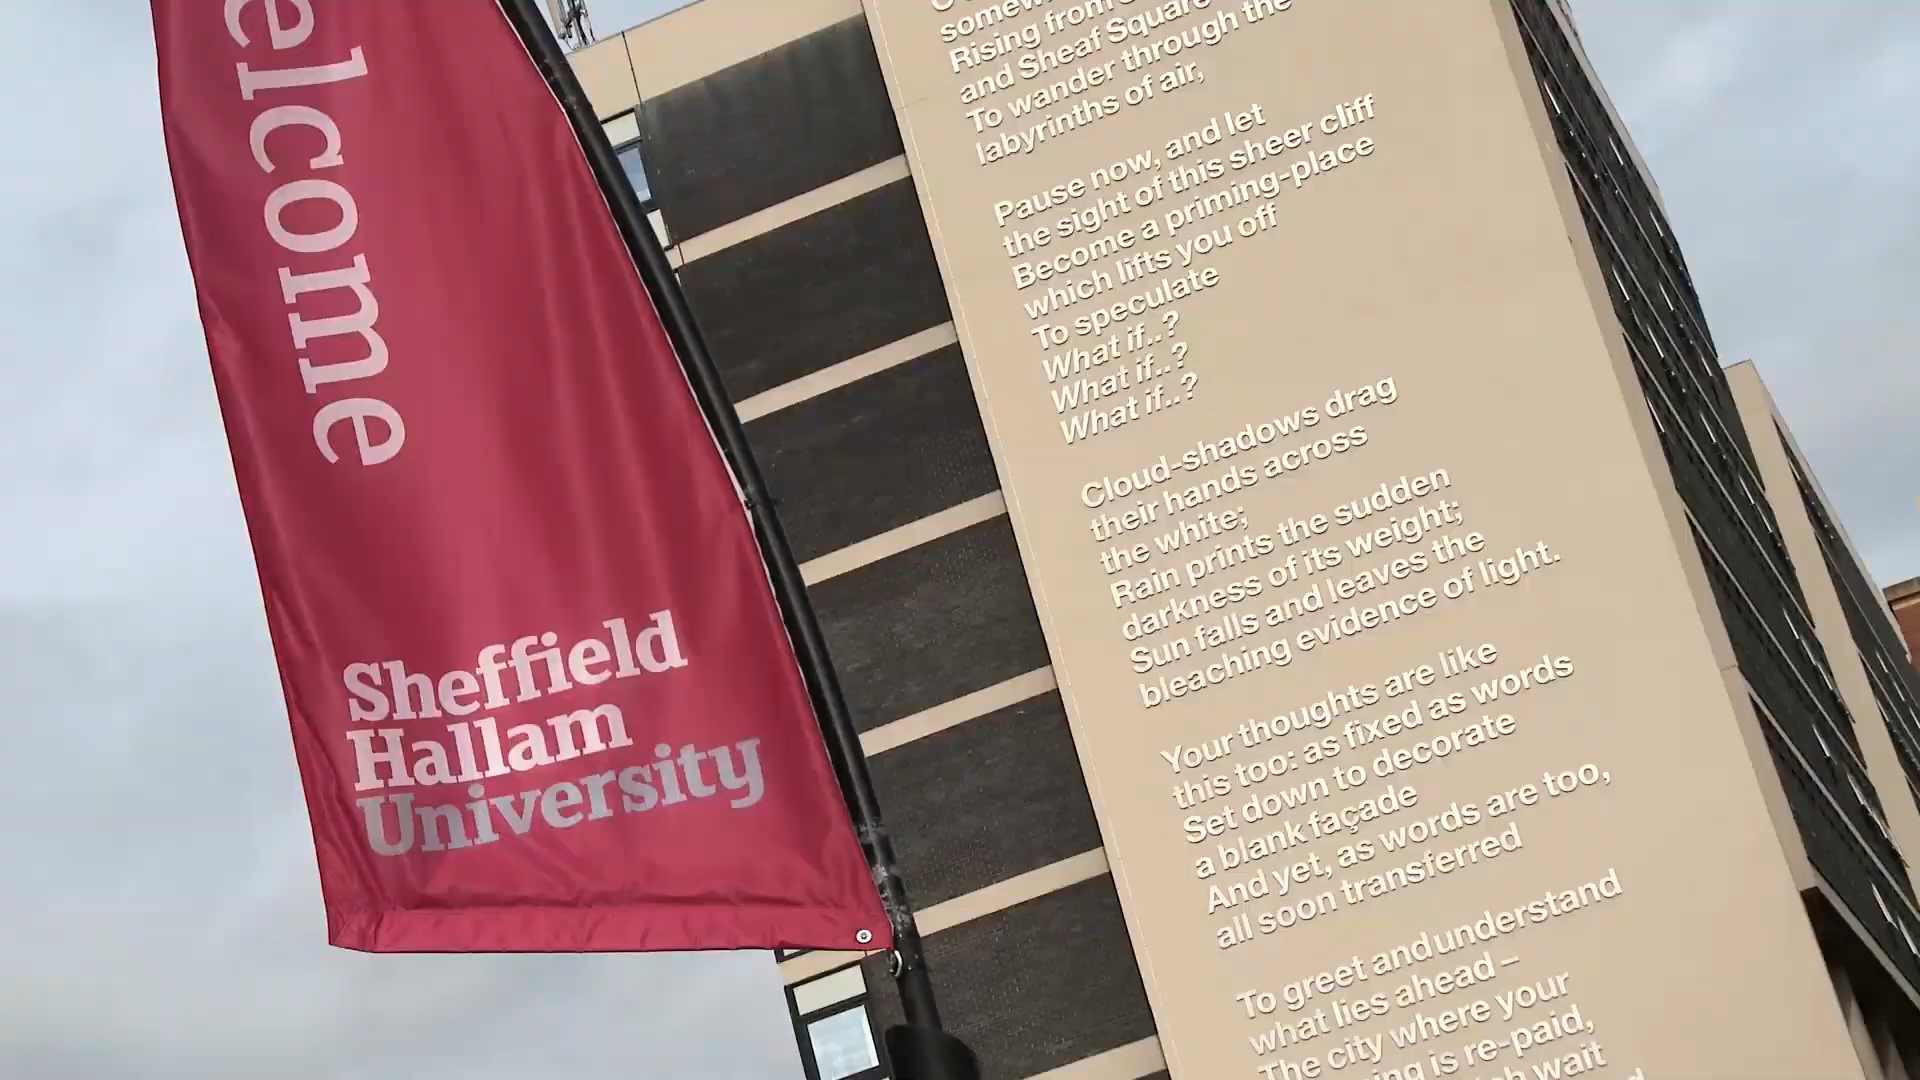 elcome
Sheffield
Hallam
University
Rising from
and Sheaf Square
To wander through the
labyrinths of air,
Pause now, and let
the sight of this sheer cliff
Become a priming-place
which lifts you off
To speculate
What if..?
What if..?
What if..?
Cloud-shadows drag
their hands across
the white;
Rain prints the sudden
darkness of its weight;
Sun falls and leaves the
bleaching evidence of light.
Your thoughts are like
this too: as fixed as words
Set down to decorate
a blank façade
And yet, as words are too,
all soon transferred
To greet and understand
what lies ahead –
The city where your
is re-paid,
wait